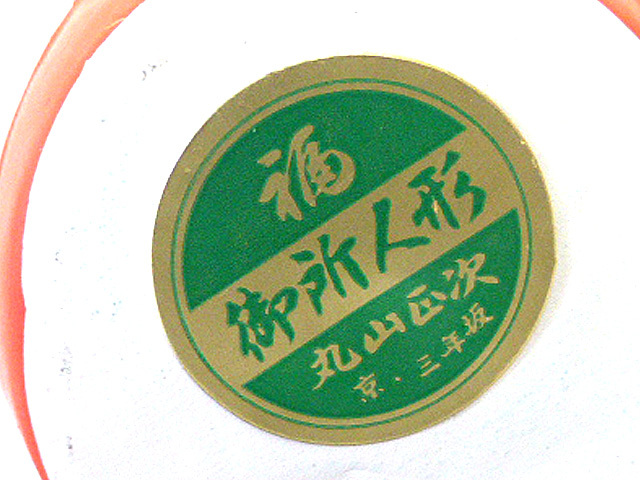 福
御所人形
丸山正次
京・三年坂